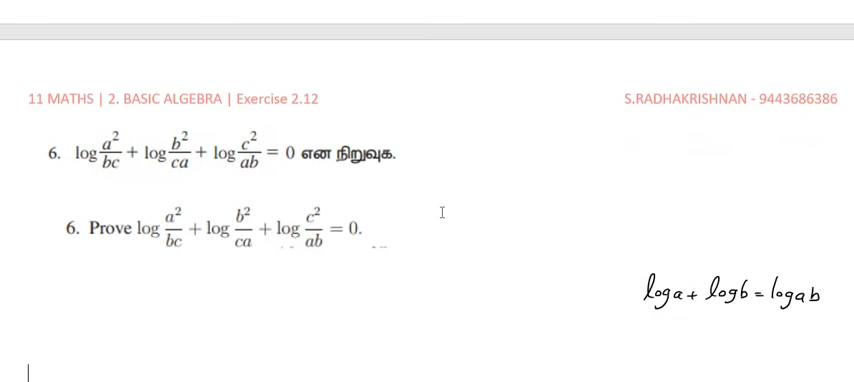 11 MATHS | 2. BASIC ALGEBRA | Exercise 2.12 S.RADHAKRISHNAN - 9443686386
6. log a²/bc + log b²/ca + log c²/ab = 0 என நிறுவுக.
6. Prove log a²/bc + log b²/ca + log c²/ab = 0.
log a + log b = log ab